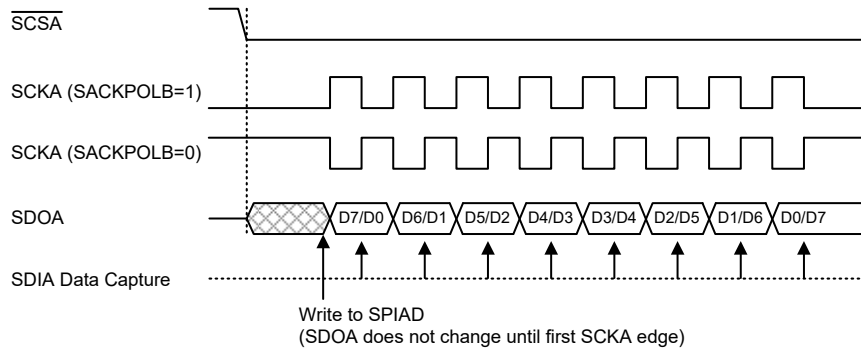 SCSA
SCKA (SACKPOLB=1)
SCKA (SACKPOLB=0)
SDOA D7/D0 D6/D1 D5/D2 D4/D3 D3/D4 D2/D5 D1/D6 D0/D7
SDIA Data Capture
Write to SPIAD
(SDOA does not change until first SCKA edge)